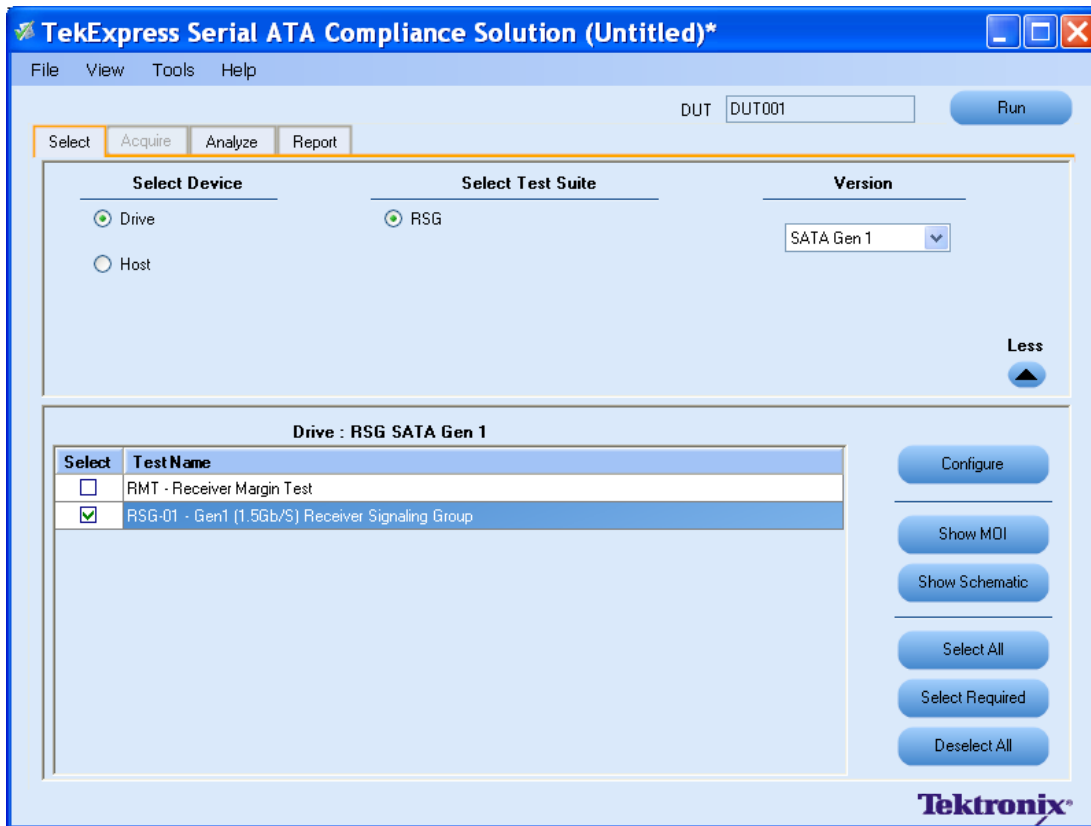 TekExpress Serial ATA Compliance Solution (Untitled)*
File View Tools Help
DUT DUT001 Run
Select Acquire Analyze Report
Select Device Select Test Suite Version
Drive RSG SATA Gen 1
Host
Less
Drive : RSG SATA Gen 1
Select Test Name
RMT - Receiver Margin Test
RSG-01 - Gen1 (1.5Gb/S) Receiver Signaling Group
Configure
Show MOI
Show Schematic
Select All
Select Required
Deselect All
Tektronix